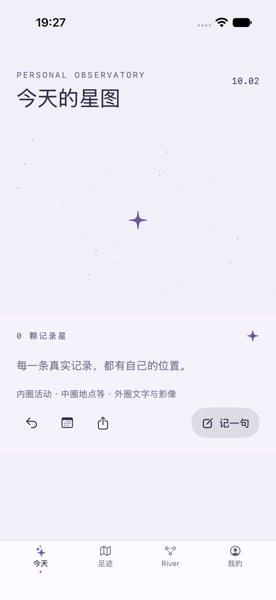 19:27
PERSONAL OBSERVATORY
10.02
今天的星图
0 颗记录星
每一条真实记录，都有自己的位置。
内圈活动 · 中圈地点等 · 外圈文字与影像
记一句
今天
足迹
River
我的